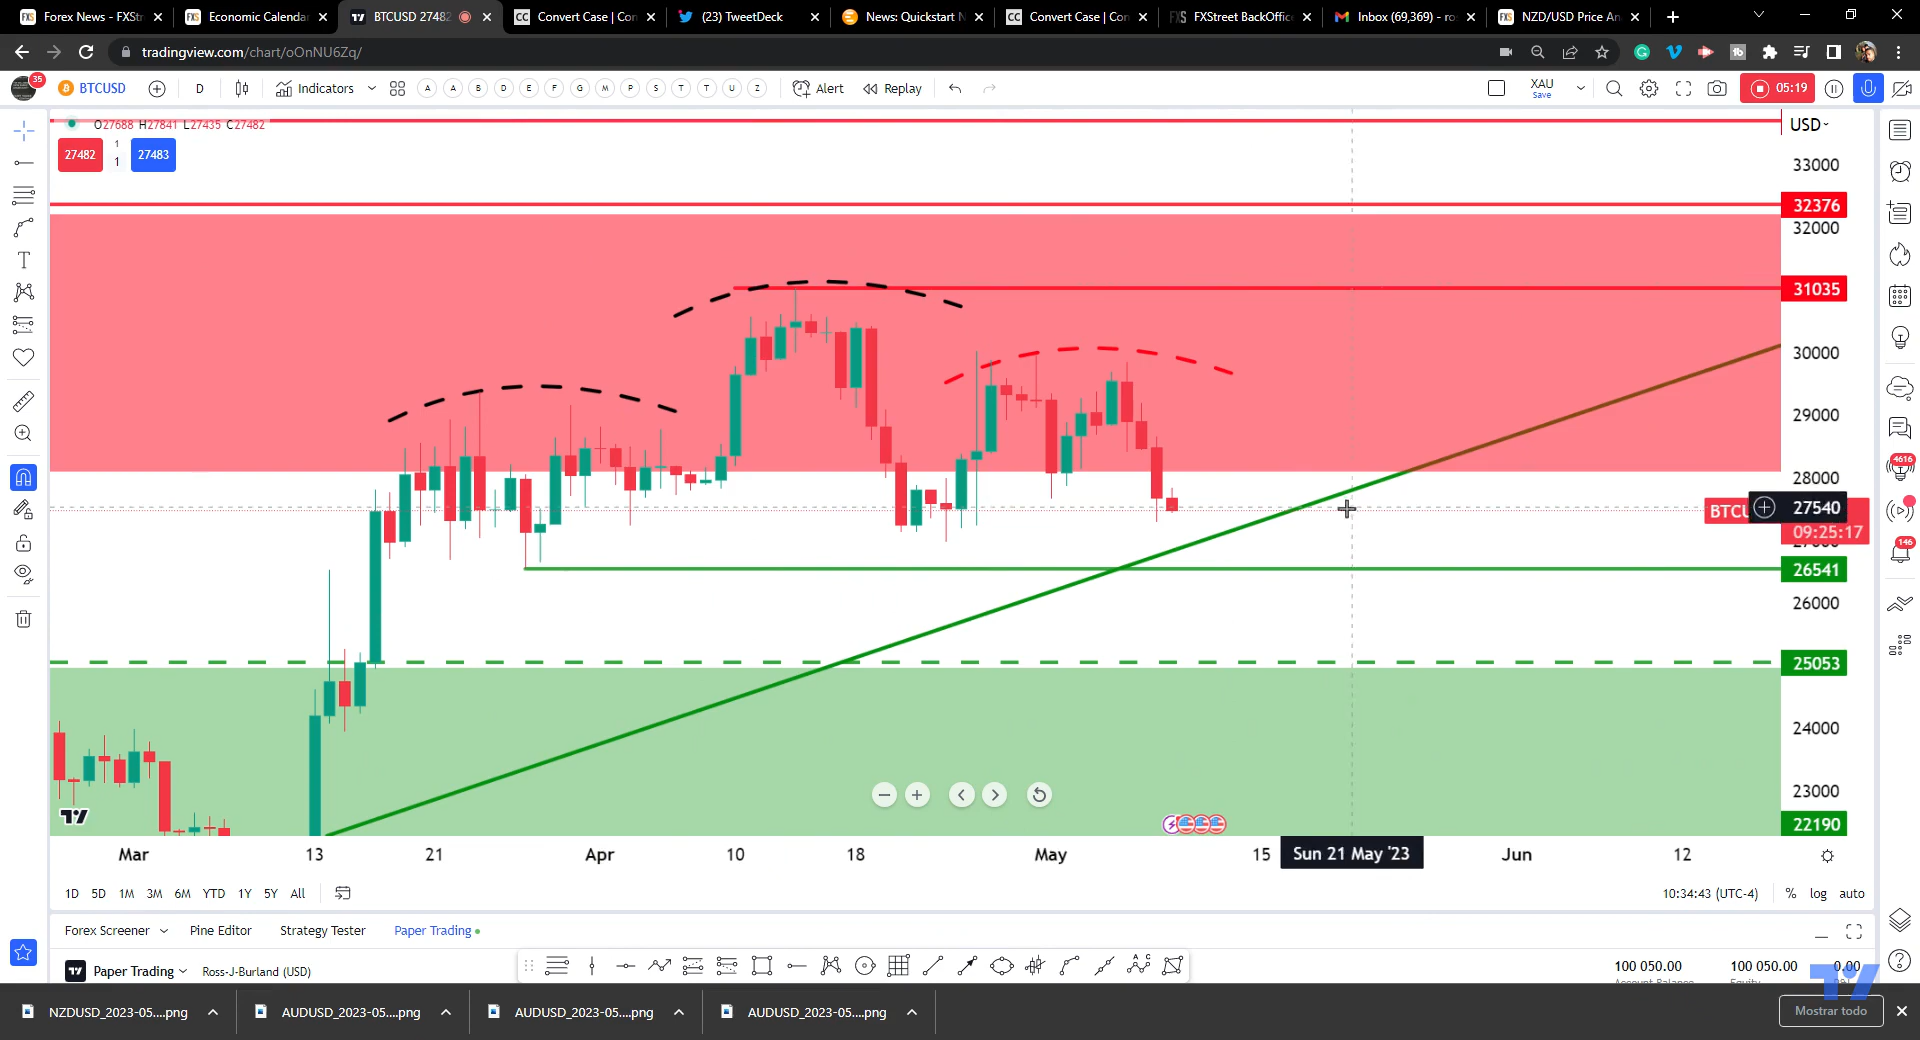 Forex News - FXStr
Economic Calenda
BTCUSD 27482
Convert Case | Con
(23) TweetDeck
News: Quickstart N
Convert Case | Con
FXStreet BackOffice
Inbox (69,369) - ro
NZD/USD Price An
tradingview.com/chart/oOnNU6Zq/
35
BTCUSD
D
Indicators
A A B D E F G M P S T T U Z
Alert
Replay
XAU
Save
05:19
O27688 H27841 L27435 C27482
USD
27482
1
1
27483
33000
32376
32000
31035
30000
29000
28000
BTCU
27540
09:25:17
26541
26000
25053
24000
23000
22190
4616
146
Mar
13
21
Apr
10
18
May
15
Sun 21 May '23
Jun
12
1D 5D 1M 3M 6M YTD 1Y 5Y All
10:34:43 (UTC-4)
% log auto
Forex Screener
Pine Editor
Strategy Tester
Paper Trading
Paper Trading
Ross-J-Burland (USD)
100 050.00
100 050.00
0.00
NZDUSD_2023-05....png
AUDUSD_2023-05....png
AUDUSD_2023-05....png
AUDUSD_2023-05....png
Mostrar todo